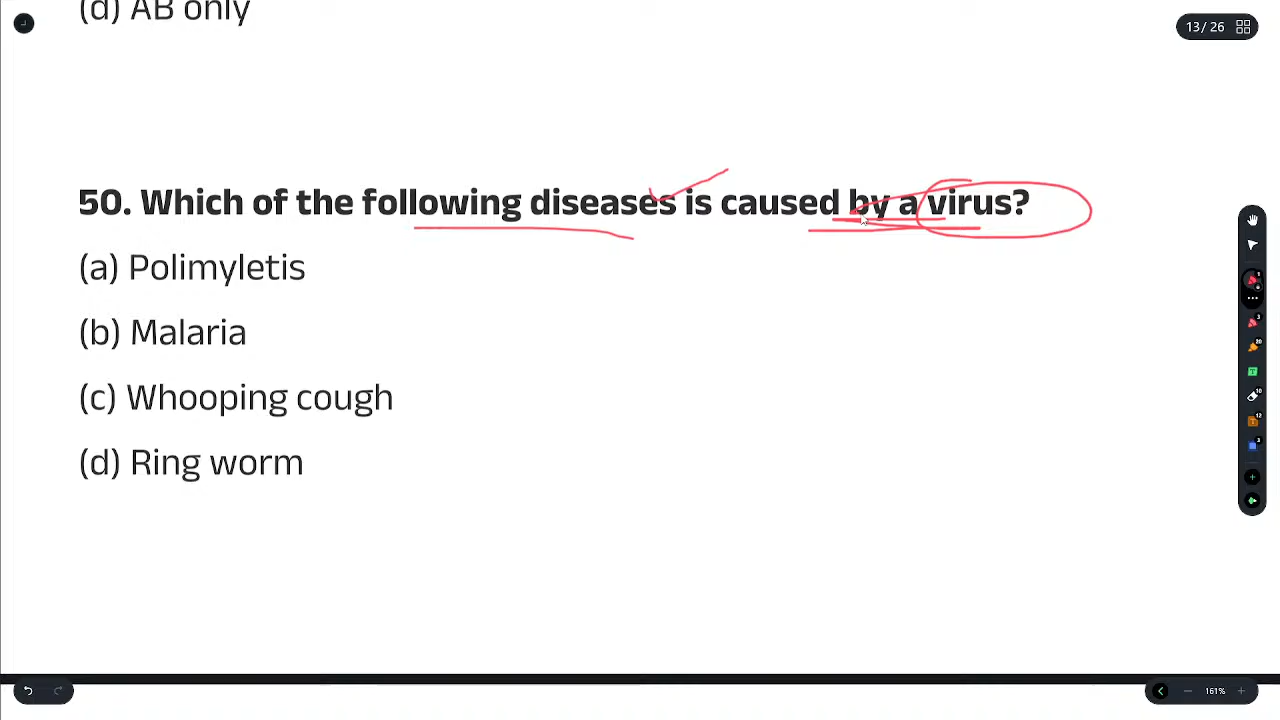 (d) AB only
13/ 26
50. Which of the following diseases is caused by a virus?
(a) Polimyletis
(b) Malaria
(c) Whooping cough
(d) Ring worm
161%